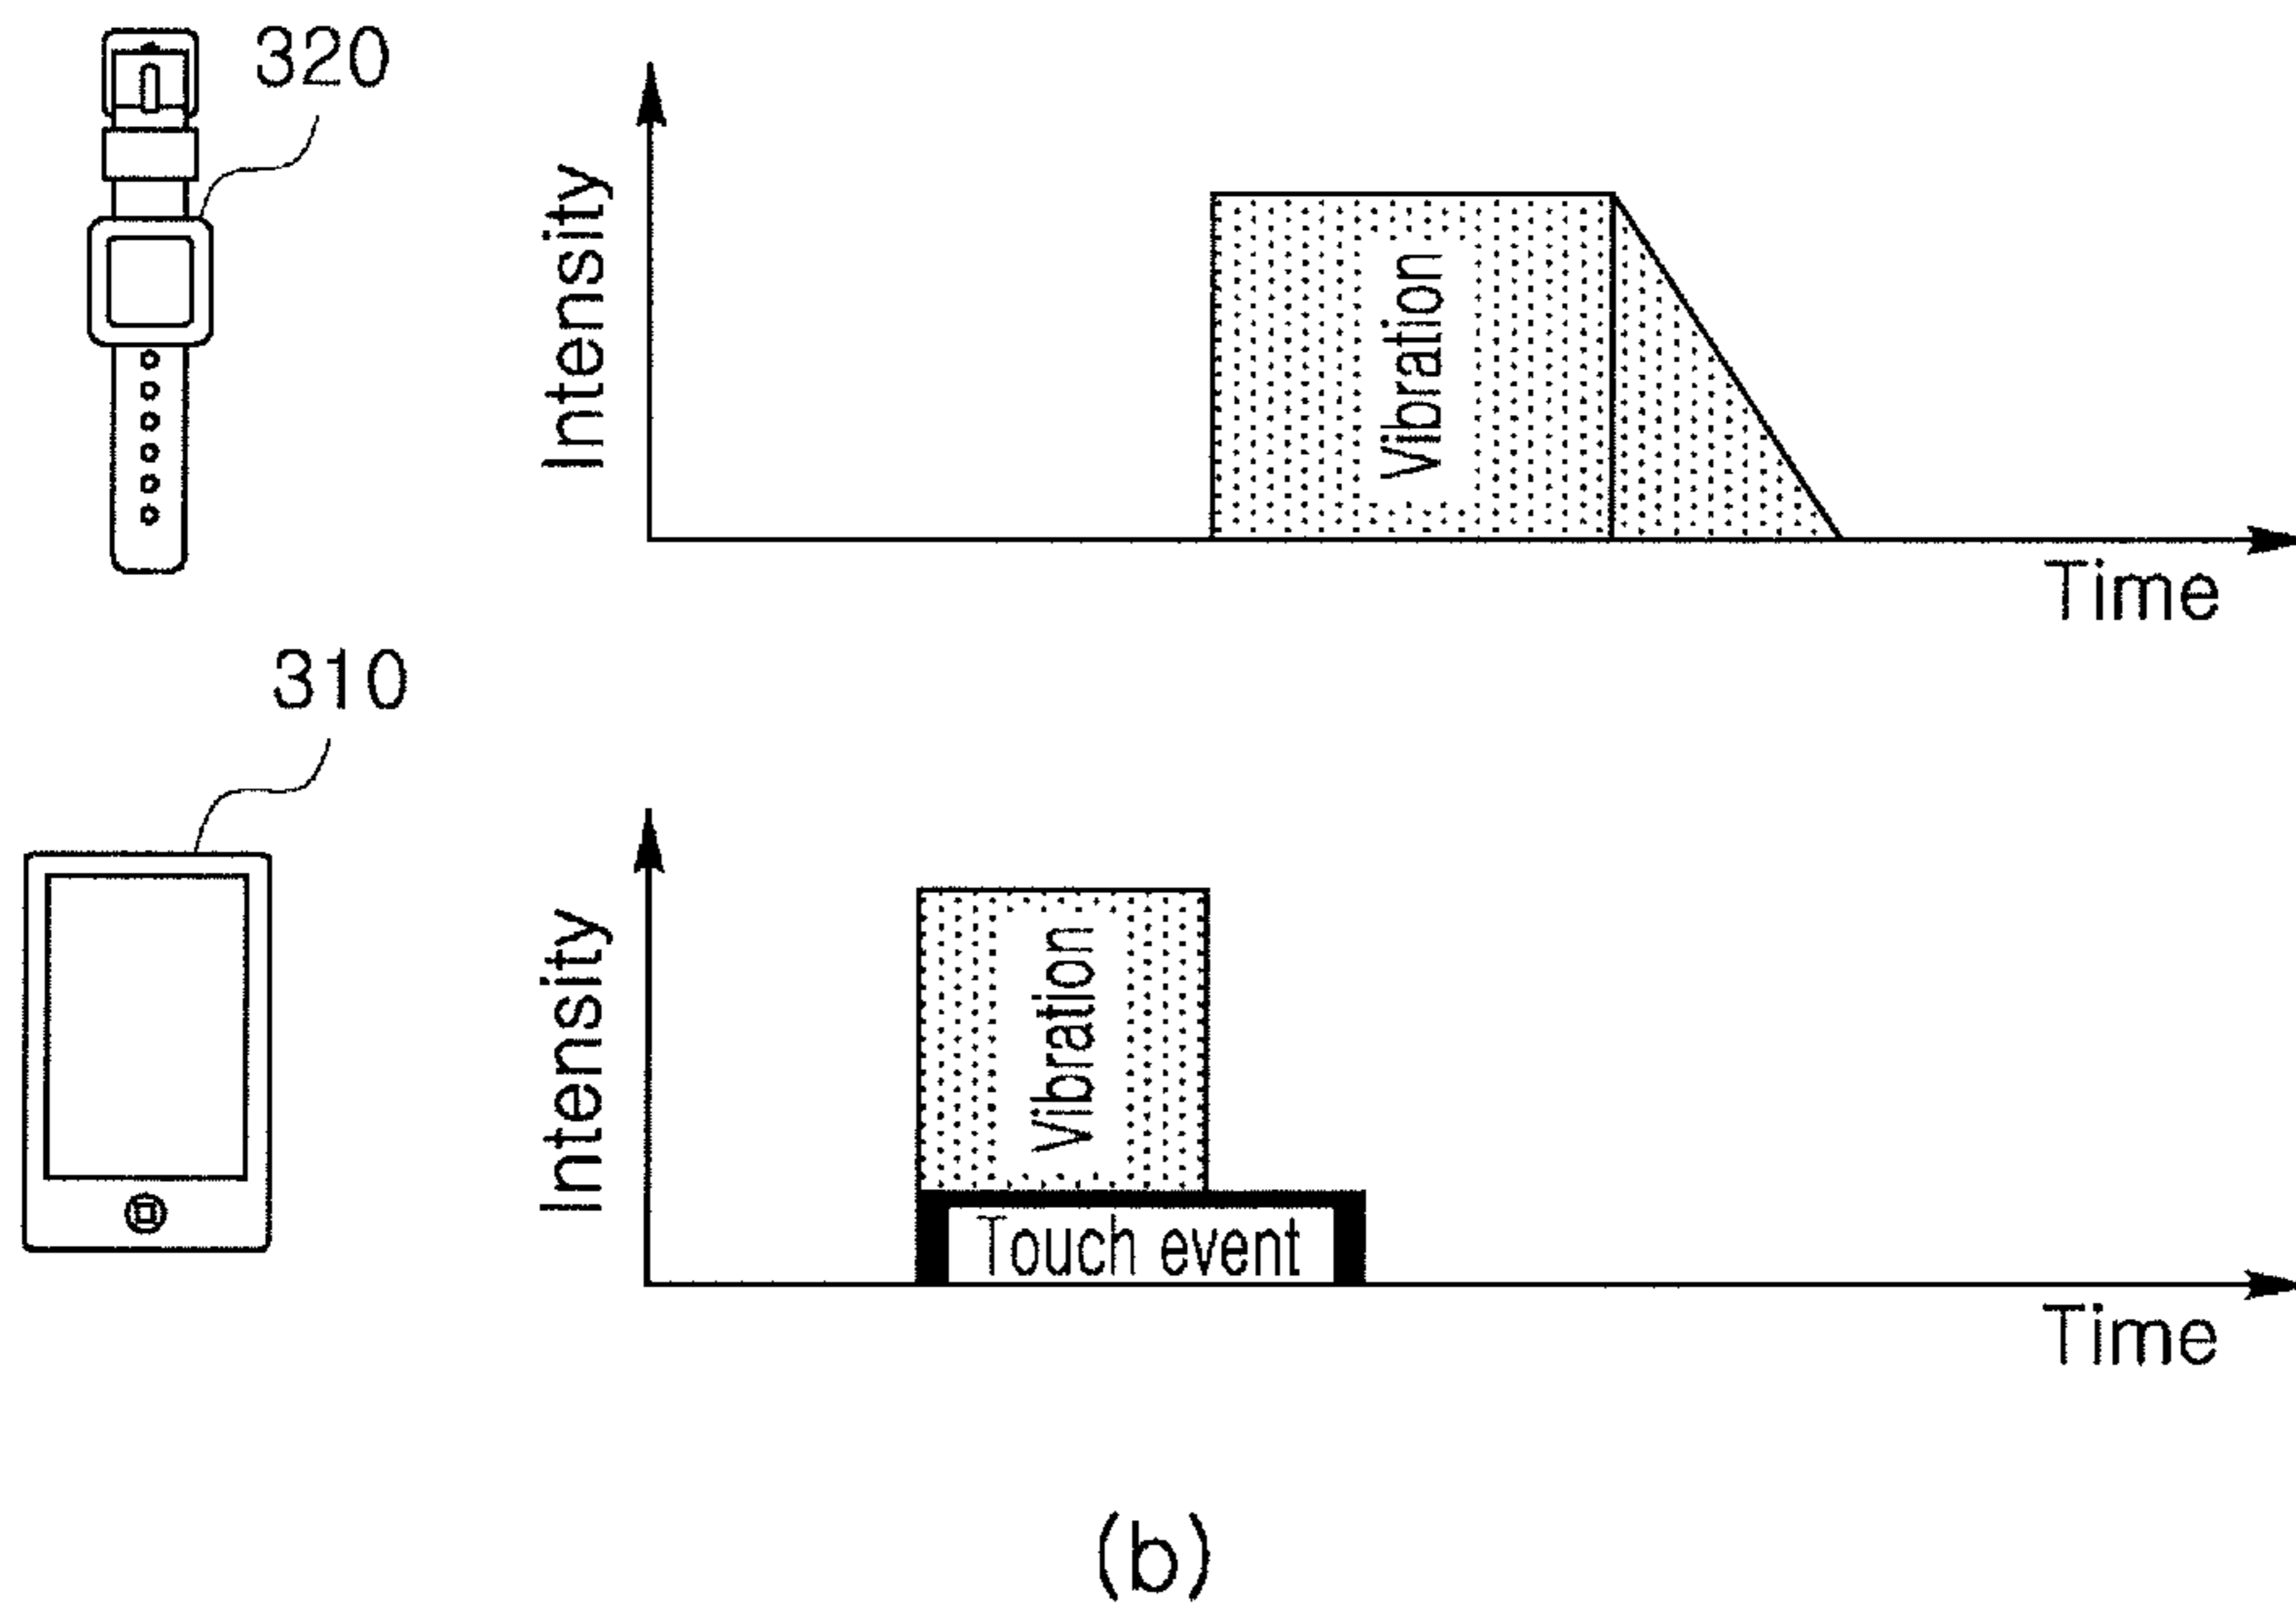 320
Intensity
Vibration
Time
310
Intensity
Vibration
Touch event
Time
(b)